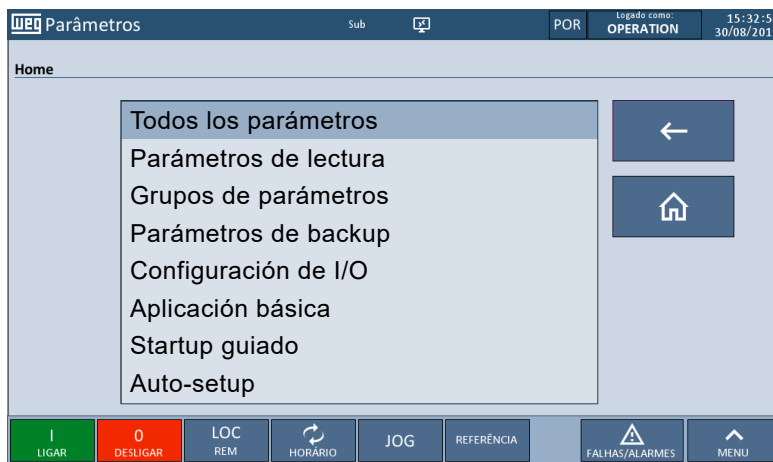 WEG Parâmetros Sub POR Logado como: 15:32:5
OPERATION 30/08/201
Home
Todos los parámetros
Parámetros de lectura
Grupos de parámetros
Parámetros de backup
Configuración de I/O
Aplicación básica
Startup guiado
Auto-setup
I 0 LOC JOG REFERÊNCIA
LIGAR DESLIGAR REM HORÁRIO FALHAS/ALARMES MENU